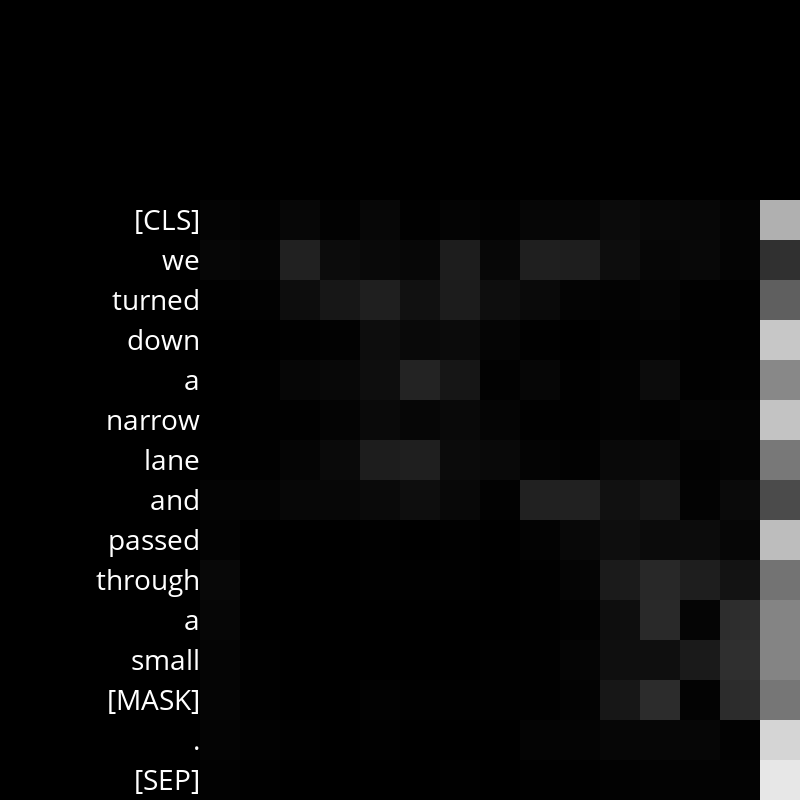 [CLS]
we
turned
down
a
narrow
lane
and
passed
through
a
small
[MASK]
.
[SEP]